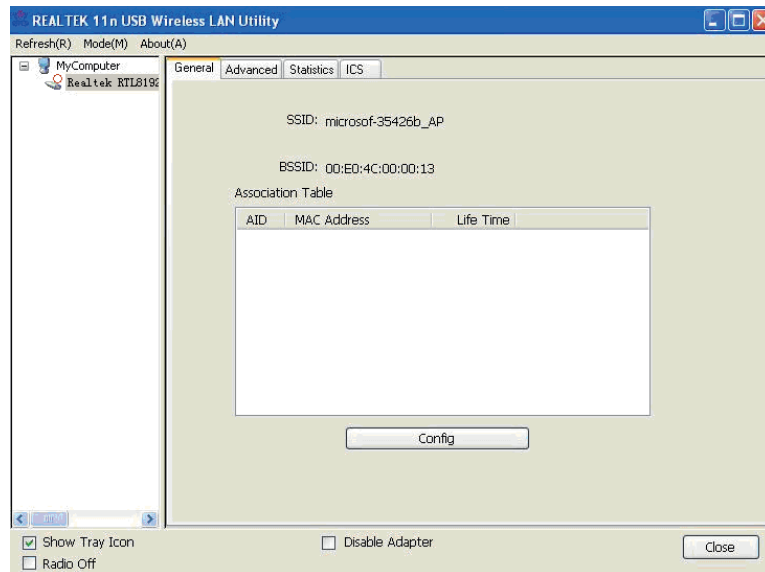 REALTEK 11n USB Wireless LAN Utility
Refresh(R) Mode(M) About(A)
MyComputer
Realtek RTL8192
General Advanced Statistics ICS
SSID: microsof-35426b_AP
BSSID: 00:E0:4C:00:00:13
Association Table
AID MAC Address Life Time
Config
Show Tray Icon
Disable Adapter
Close
Radio Off